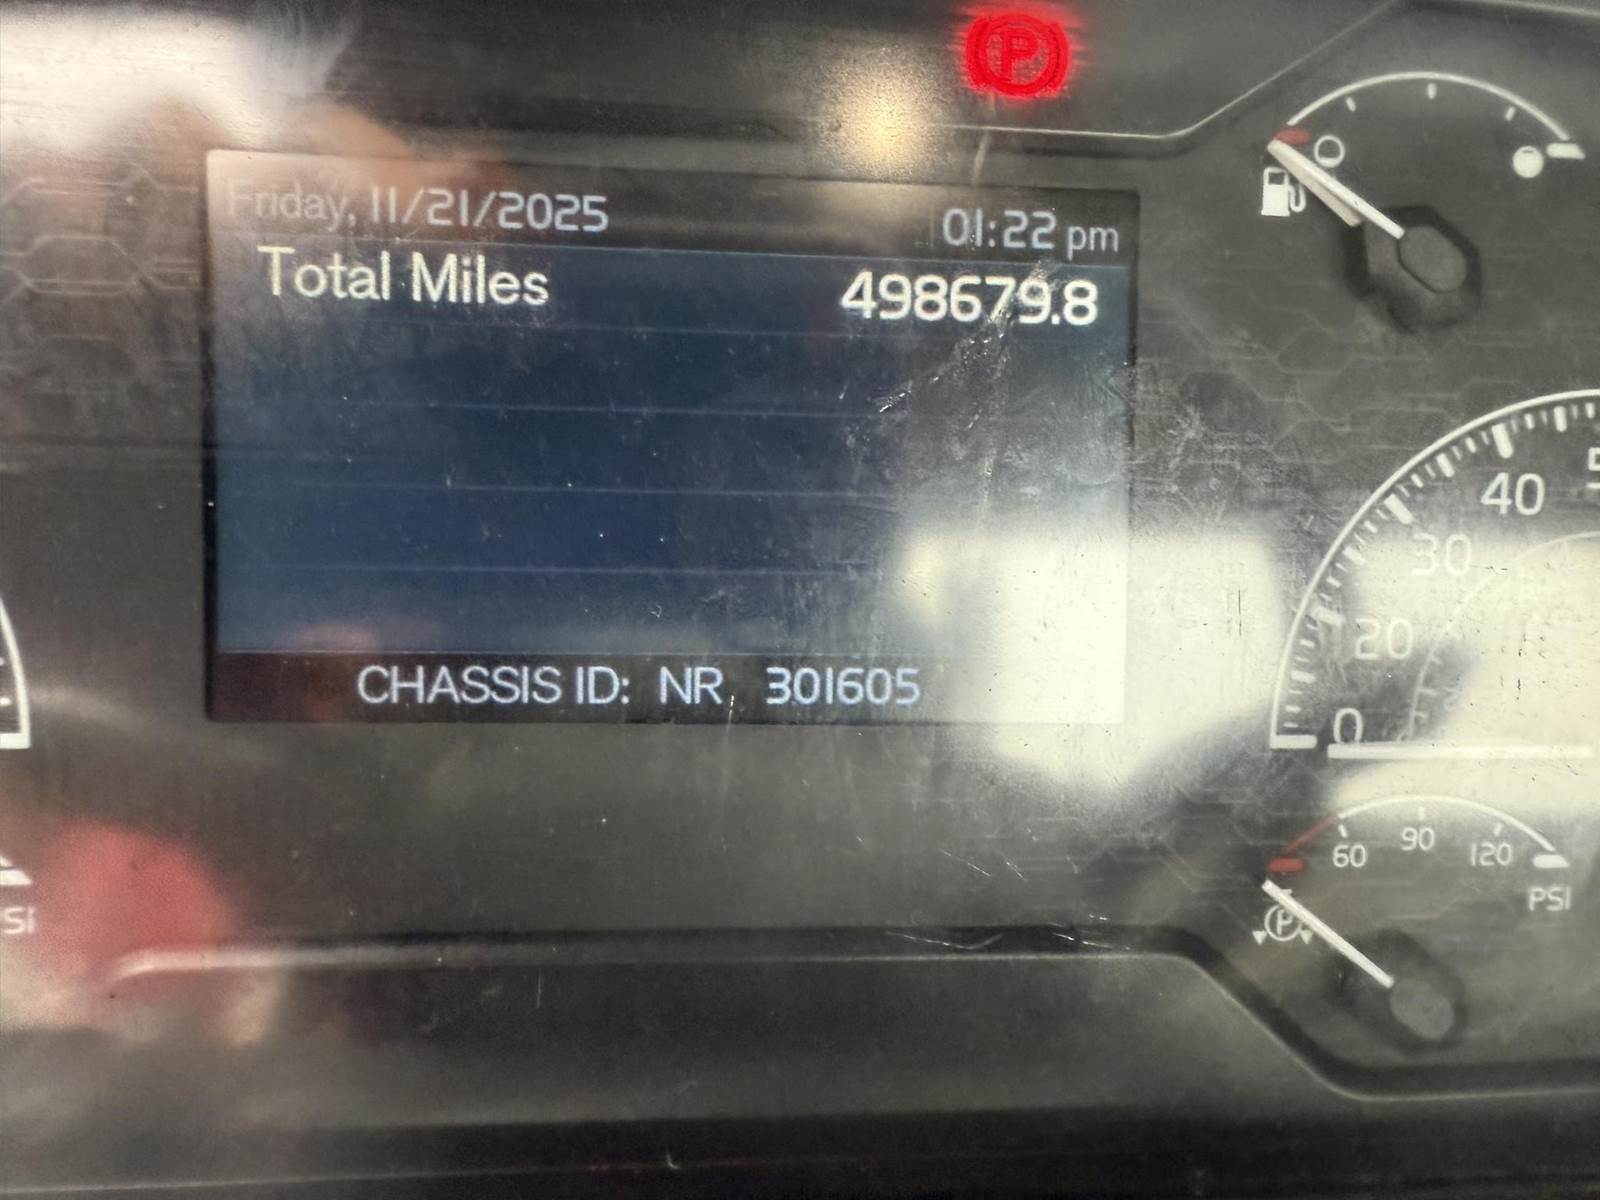 P
Friday, 11/21/2025 01:22 pm
Total Miles 498679.8
CHASSIS ID: NR 301605
40
30
20
0
60 90 120
PSI
P